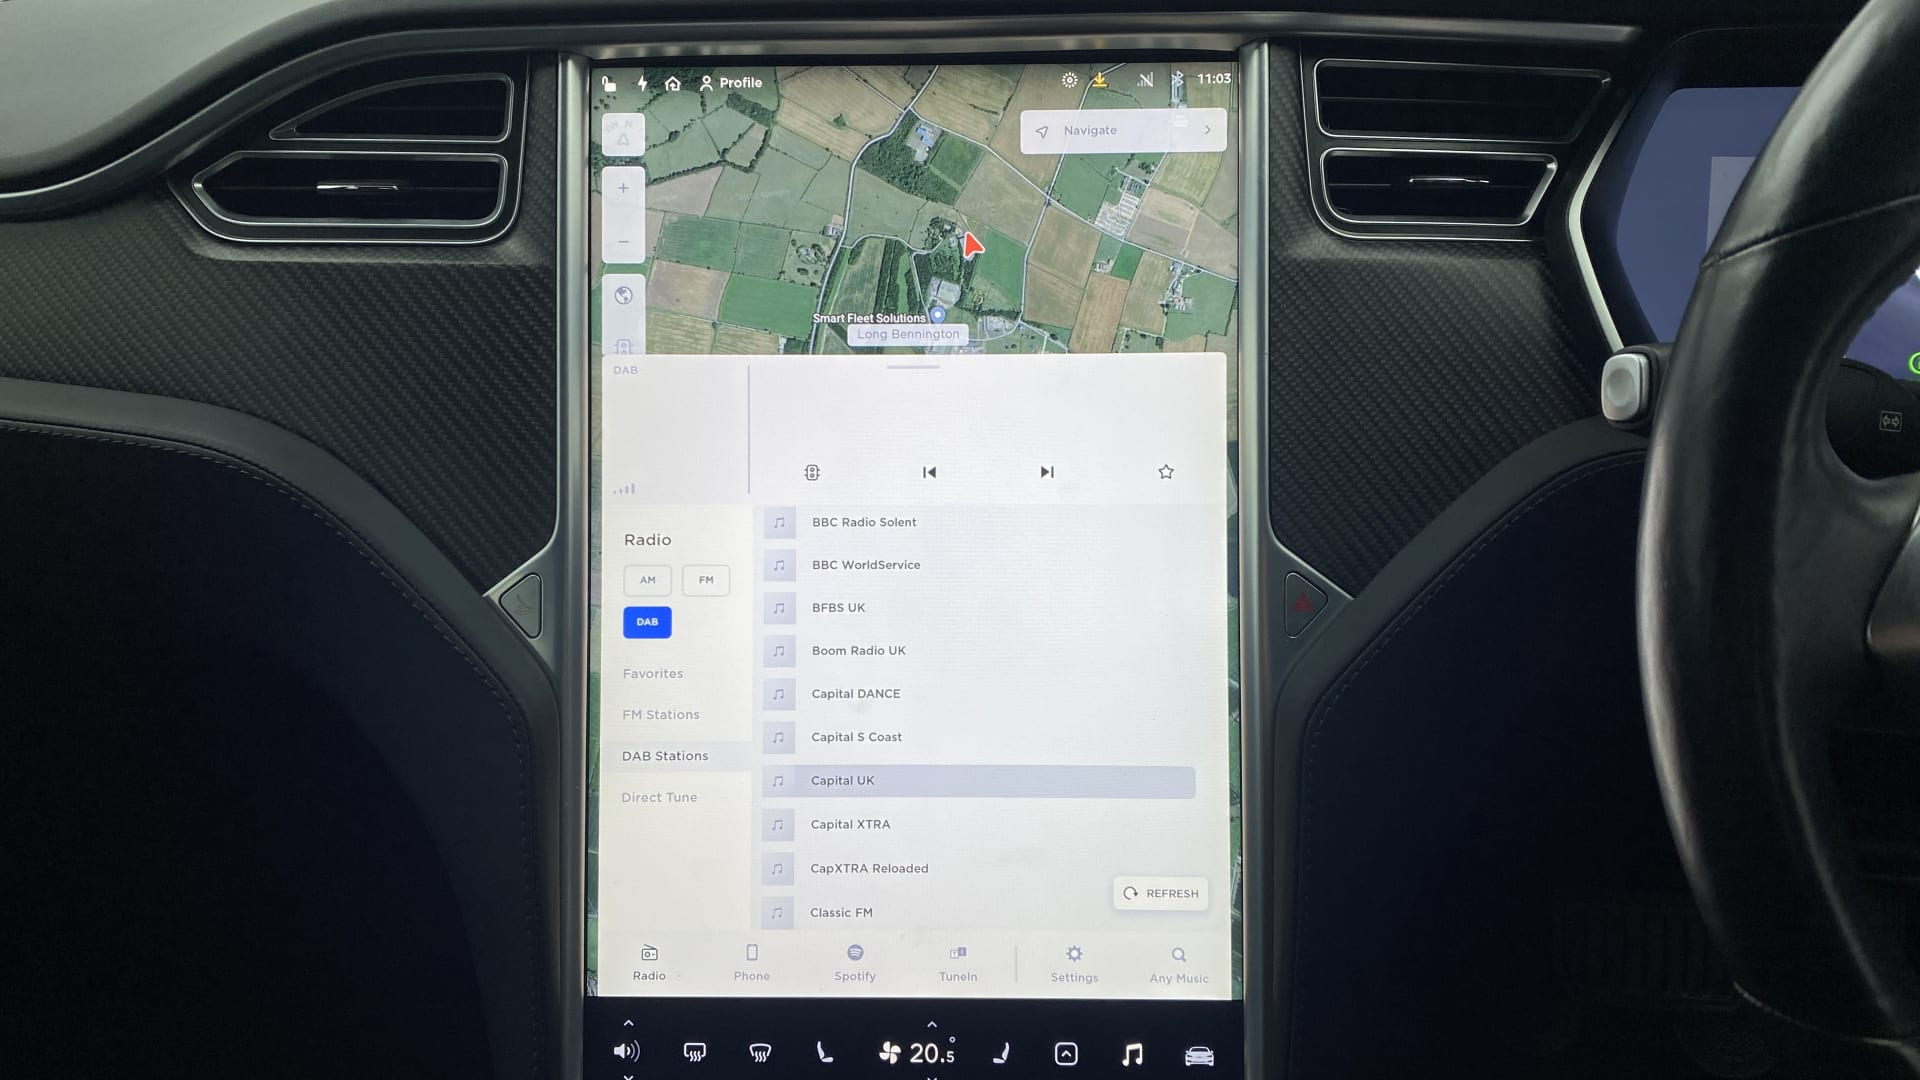 Profile
11:03
Navigate
Smart Fleet Solutions
Long Bennington
DAB
Radio
AM
FM
DAB
Favorites
FM Stations
DAB Stations
Direct Tune
BBC Radio Solent
BBC WorldService
BFBS UK
Boom Radio UK
Capital DANCE
Capital S Coast
Capital UK
Capital XTRA
CapXTRA Reloaded
Classic FM
REFRESH
Radio
Phone
Spotify
TuneIn
Settings
Any Music
20.5°